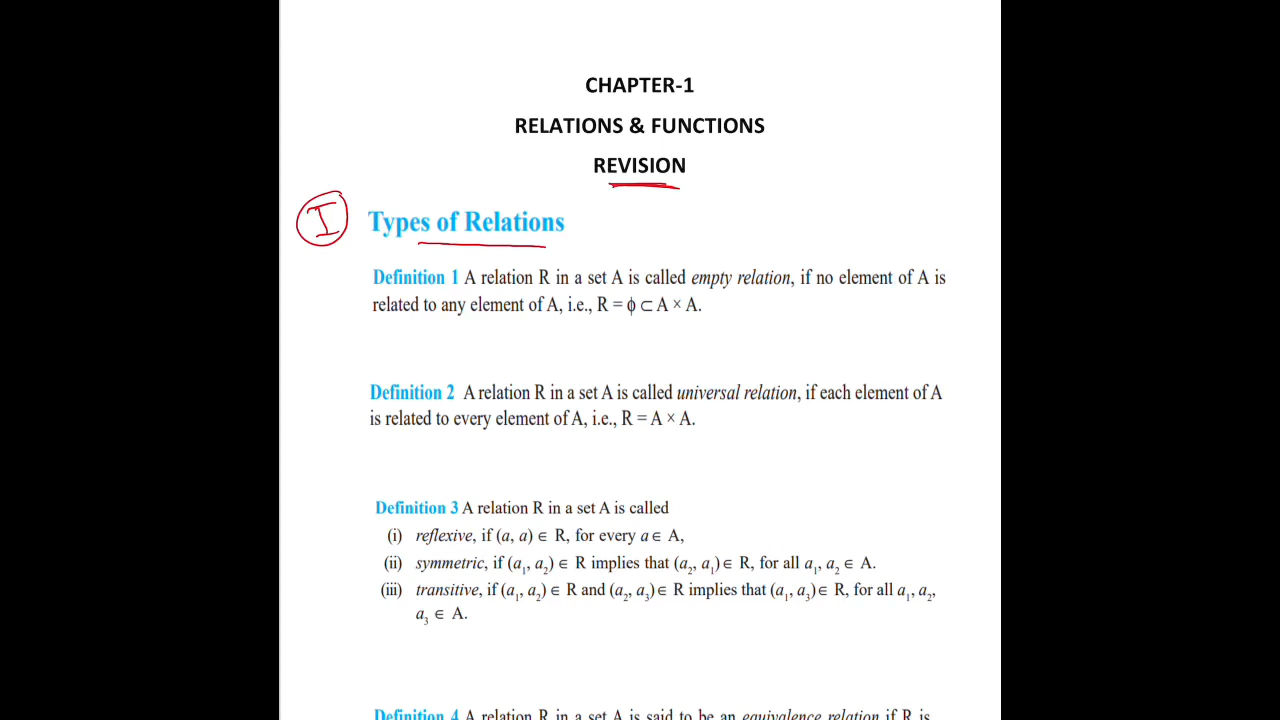 CHAPTER-1
RELATIONS & FUNCTIONS
REVISION
I
Types of Relations
Definition 1 A relation R in a set A is called empty relation, if no element of A is
related to any element of A, i.e., R = ϕ ⊂ A × A.
Definition 2 A relation R in a set A is called universal relation, if each element of A
is related to every element of A, i.e., R = A × A.
Definition 3 A relation R in a set A is called
(i) reflexive, if (a, a) ∈ R, for every a ∈ A,
(ii) symmetric, if (a₁, a₂) ∈ R implies that (a₂, a₁) ∈ R, for all a₁, a₂ ∈ A.
(iii) transitive, if (a₁, a₂) ∈ R and (a₂, a₃) ∈ R implies that (a₁, a₃) ∈ R, for all a₁, a₂,
a₃ ∈ A.
Definition 4 A relation R in a set A is said to be an equivalence relation if R is